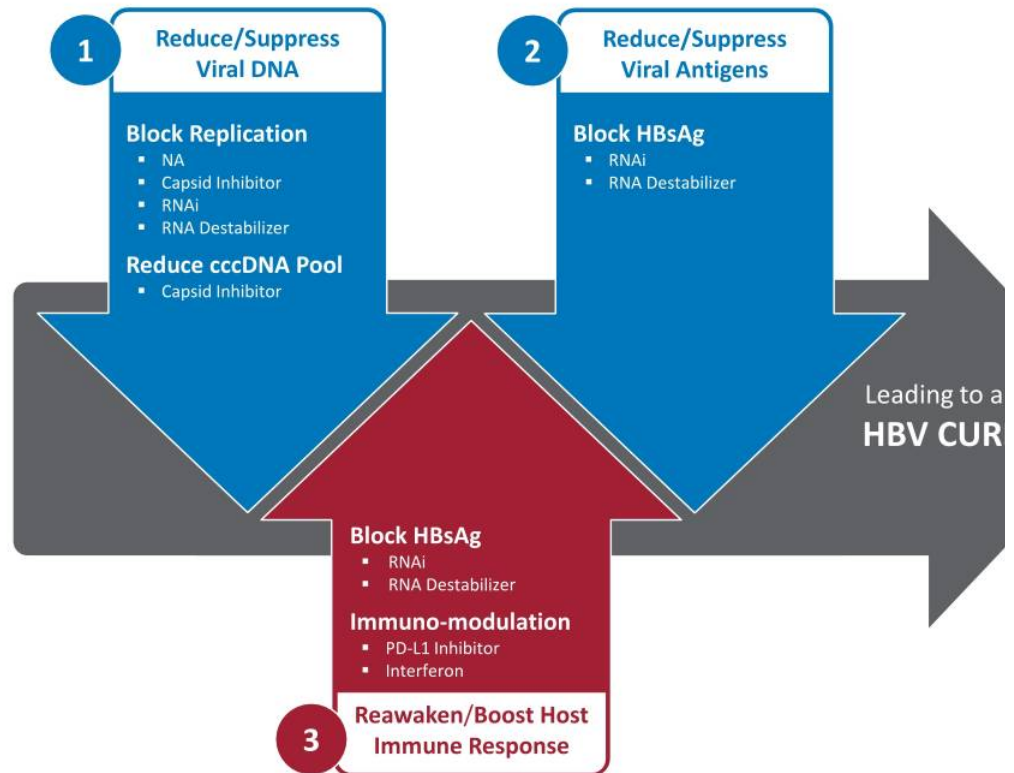 1
Reduce/Suppress
Viral DNA
Block Replication
▪ NA
▪ Capsid Inhibitor
▪ RNAi
▪ RNA Destabilizer
Reduce cccDNA Pool
▪ Capsid Inhibitor
2
Reduce/Suppress
Viral Antigens
Block HBsAg
▪ RNAi
▪ RNA Destabilizer
Leading to a
HBV CUR
Block HBsAg
▪ RNAi
▪ RNA Destabilizer
Immuno-modulation
▪ PD-L1 Inhibitor
▪ Interferon
3
Reawaken/Boost Host
Immune Response